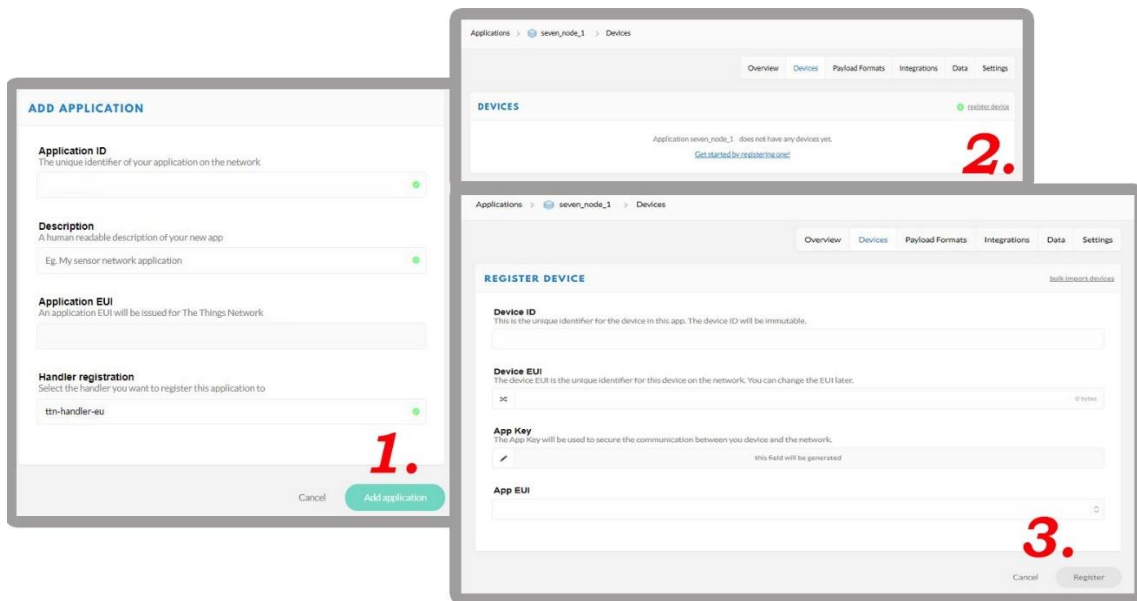 ADD APPLICATION
Application ID
The unique identifier of your application on the network
Description
A human readable description of your new app
Eg. My sensor network application
Application EUI
An application EUI will be issued for The Things Network
Handler registration
Select the handler you want to register this application to
ttn-handler-eu
1.
Cancel Add application
Applications > seven_node_1 > Devices
Overview Devices Payload Formats Integrations Data Settings
DEVICES register device
Application seven_node_1 does not have any devices yet.
Get started by registering one!
2.
Applications > seven_node_1 > Devices
Overview Devices Payload Formats Integrations Data Settings
REGISTER DEVICE bulk import devices
Device ID
This is the unique identifier for the device in this app. The device ID will be immutable.
Device EUI
The device EUI is the unique identifier for this device on the network. You can change the EUI later.
0 bytes
App Key
The App Key will be used to secure the communication between you device and the network.
this field will be generated
App EUI
3.
Cancel Register